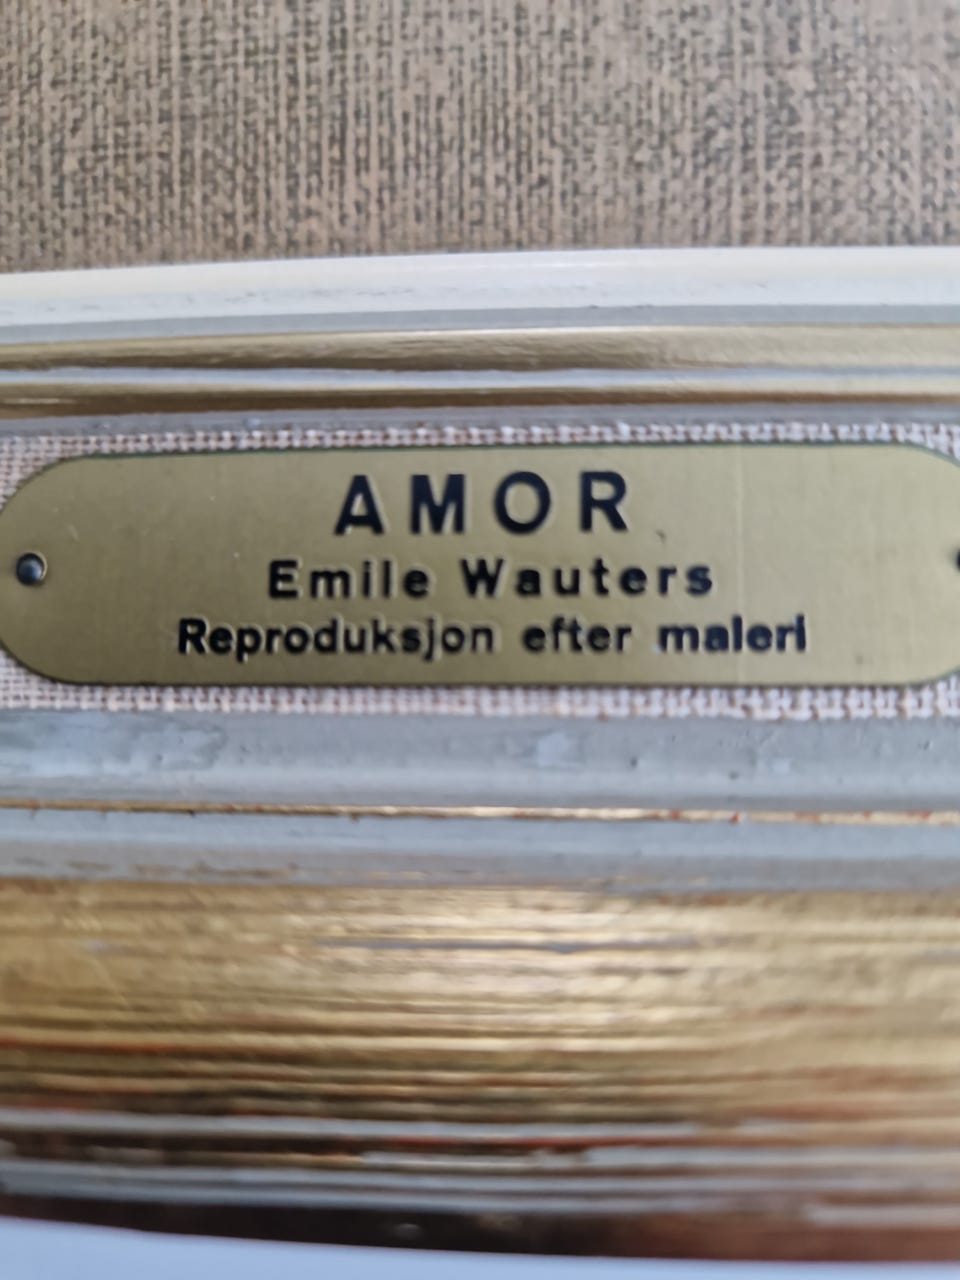 AMOR
Emile Wauters
Reproduksjon efter maleri